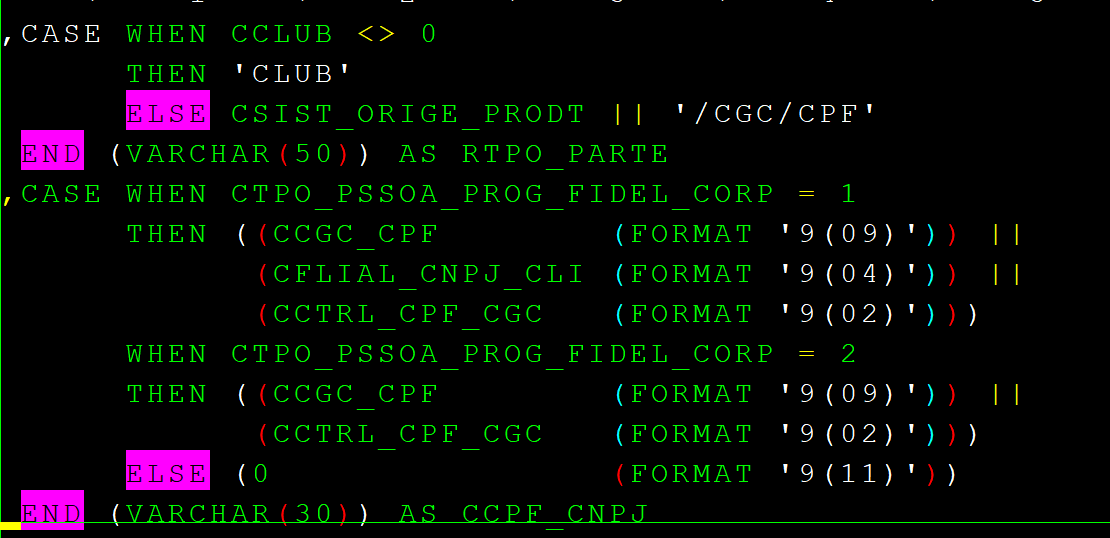 ,CASE WHEN CCLUB <> 0
THEN 'CLUB'
ELSE CSIST_ORIGE_PRODT || '/CGC/CPF'
END (VARCHAR(50)) AS RTPO_PARTE
,CASE WHEN CTPO_PSSOA_PROG_FIDEL_CORP = 1
THEN ((CCGC_CPF (FORMAT '9(09)')) ||
(CFLIAL_CNPJ_CLI (FORMAT '9(04)')) ||
(CCTRL_CPF_CGC (FORMAT '9(02)')))
WHEN CTPO_PSSOA_PROG_FIDEL_CORP = 2
THEN ((CCGC_CPF (FORMAT '9(09)')) ||
(CCTRL_CPF_CGC (FORMAT '9(02)')))
ELSE (0 (FORMAT '9(11)'))
END (VARCHAR(30)) AS CCPF_CNPJ